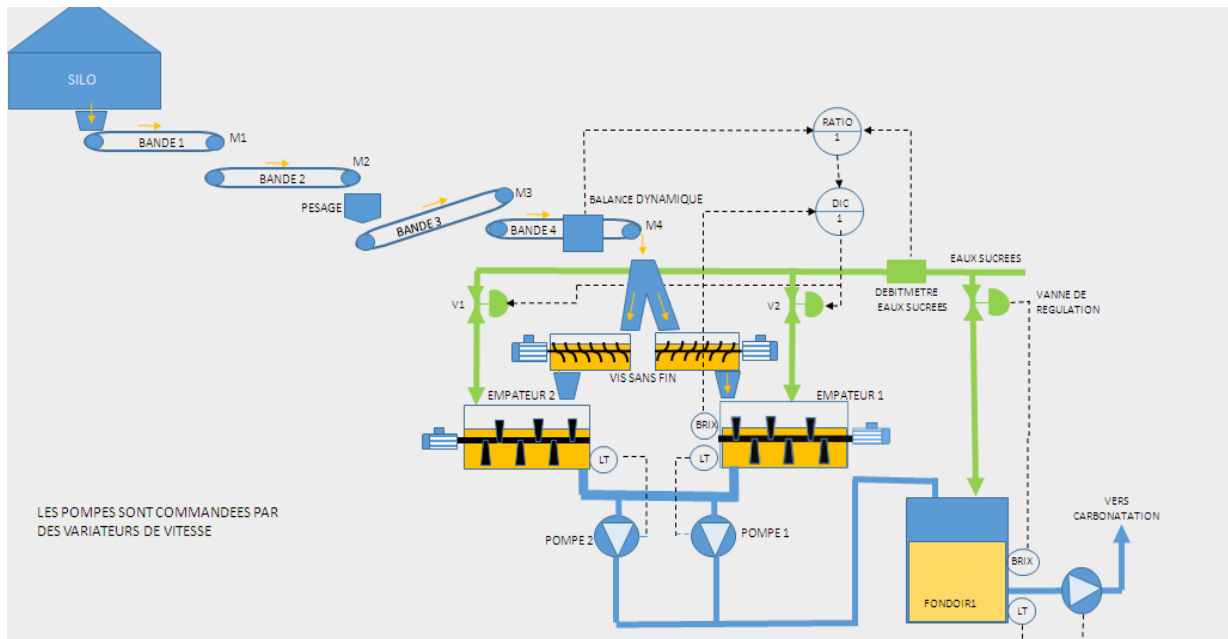 SILO
BANDE 1
M1
BANDE 2
M2
PESAGE
BANDE 3
M3
BANDE 4
BALANCE DYNAMIQUE
M4
RATIO
1
DIC
1
EAUX SUCREES
DEBITMETRE
EAUX SUCREES
VANNE DE
REGULATION
V1
V2
VIS SANS FIN
EMPATEUR 2
EMPATEUR 1
BRIX
LT
LT
LES POMPES SONT COMMANDEES PAR
DES VARIATEURS DE VITESSE
POMPE 2
POMPE 1
VERS
CARBONATATION
BRIX
FONDOIR1
LT